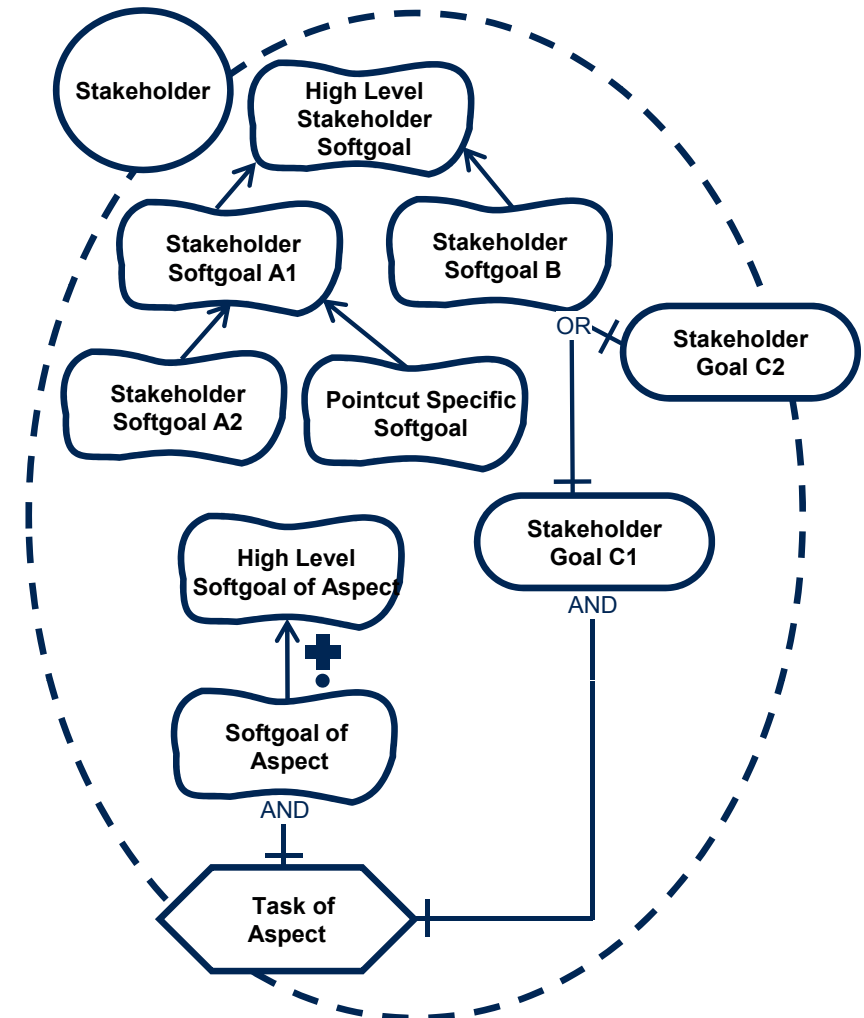 Stakeholder
High Level
Stakeholder
Softgoal
Stakeholder
Softgoal A1
Stakeholder
Softgoal B
OR
Stakeholder
Goal C2
Stakeholder
Softgoal A2
Pointcut Specific
Softgoal
Stakeholder
Goal C1
High Level
Softgoal of Aspect
AND
Softgoal of
Aspect
AND
Task of
Aspect